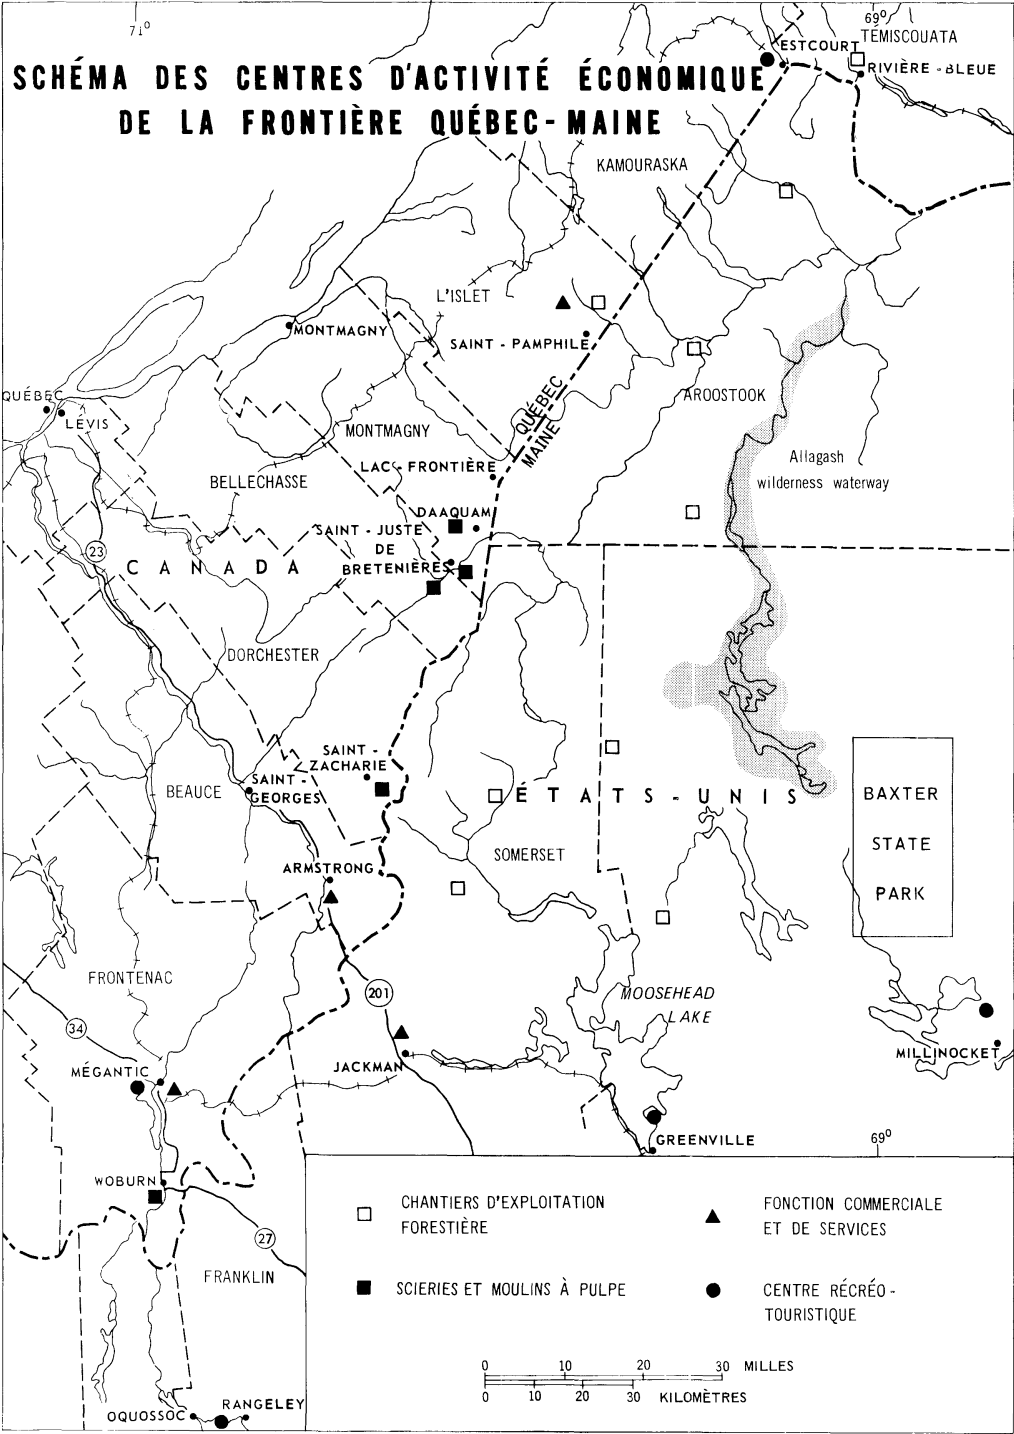 71°
69°
TÉMISCOUATA
ESTCOURT
RIVIÈRE-BLEUE
SCHÉMA DES CENTRES D'ACTIVITÉ ÉCONOMIQUE
DE LA FRONTIÈRE QUÉBEC-MAINE
KAMOURASKA
L'ISLET
MONTMAGNY
SAINT-PAMPHILE
QUÉBEC
MAINE
AROOSTOOK
QUÉBEC
LÉVIS
MONTMAGNY
Allagash
wilderness waterway
LAC-FRONTIÈRE
BELLECHASSE
DAAQUAM
SAINT-JUSTE
DE
BRETENIÈRES
23
CANADA
DORCHESTER
SAINT-
ZACHARIE
SAINT-
GEORGES
BEAUCE
ÉTATS-UNIS
BAXTER
STATE
PARK
SOMERSET
ARMSTRONG
FRONTENAC
201
MOOSEHEAD
LAKE
34
MILLINOCKET
JACKMAN
MÉGANTIC
GREENVILLE
69°
WOBURN
27
FRANKLIN
CHANTIERS D'EXPLOITATION
FORESTIÈRE
FONCTION COMMERCIALE
ET DE SERVICES
SCIERIES ET MOULINS À PULPE
CENTRE RÉCRÉO-
TOURISTIQUE
0 10 20 30 MILLES
0 10 20 30 KILOMÈTRES
OQUOSSOC
RANGELEY